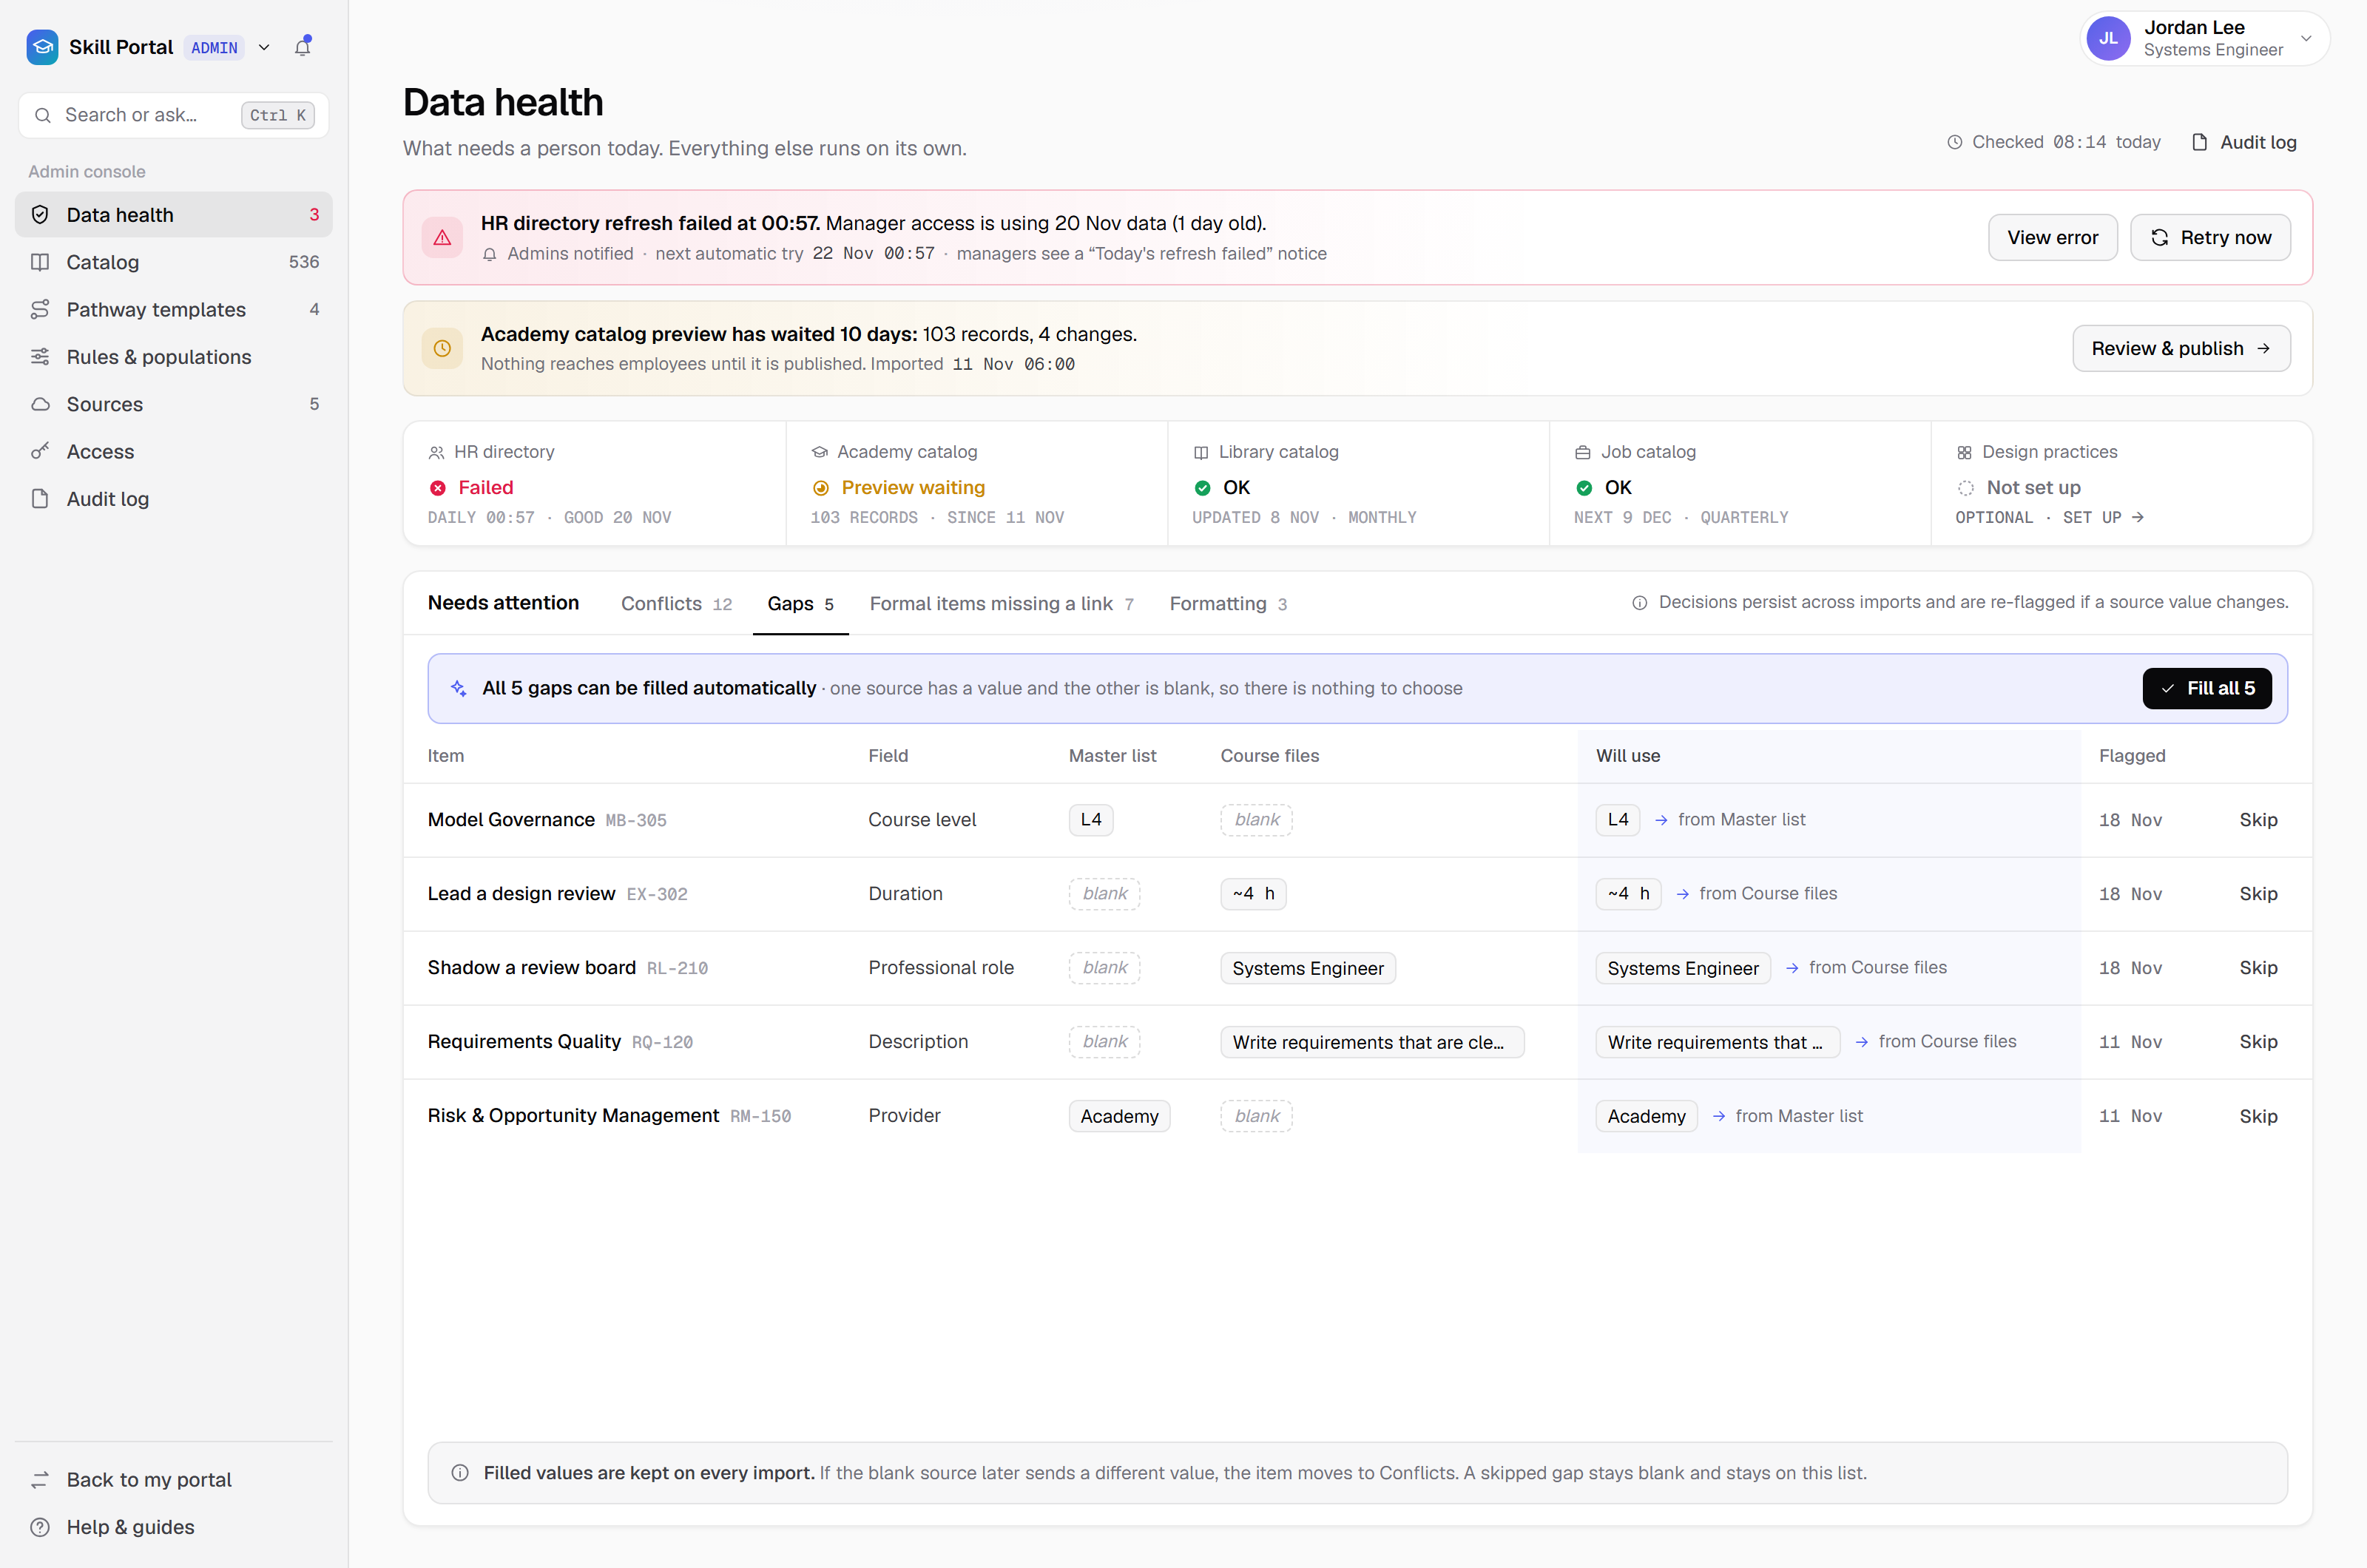 Skill Portal ADMIN
Search or ask... Ctrl K
Admin console
Data health 3
Catalog 536
Pathway templates 4
Rules & populations
Sources 5
Access
Audit log
Back to my portal
Help & guides
JL Jordan Lee
Systems Engineer
Data health
What needs a person today. Everything else runs on its own.
Checked 08:14 today Audit log
HR directory refresh failed at 00:57. Manager access is using 20 Nov data (1 day old).
Admins notified · next automatic try 22 Nov 00:57 · managers see a “Today's refresh failed” notice
View error Retry now
Academy catalog preview has waited 10 days: 103 records, 4 changes.
Nothing reaches employees until it is published. Imported 11 Nov 06:00
Review & publish →
HR directory
Failed
DAILY 00:57 · GOOD 20 NOV
Academy catalog
Preview waiting
103 RECORDS · SINCE 11 NOV
Library catalog
OK
UPDATED 8 NOV · MONTHLY
Job catalog
OK
NEXT 9 DEC · QUARTERLY
Design practices
Not set up
OPTIONAL · SET UP →
Needs attention Conflicts 12 Gaps 5 Formal items missing a link 7 Formatting 3
Decisions persist across imports and are re-flagged if a source value changes.
All 5 gaps can be filled automatically · one source has a value and the other is blank, so there is nothing to choose
Fill all 5
Item Field Master list Course files Will use Flagged
Model Governance MB-305 Course level L4 blank L4 → from Master list 18 Nov Skip
Lead a design review EX-302 Duration blank ~4 h ~4 h → from Course files 18 Nov Skip
Shadow a review board RL-210 Professional role blank Systems Engineer Systems Engineer → from Course files 18 Nov Skip
Requirements Quality RQ-120 Description blank Write requirements that are cle... Write requirements that ... → from Course files 11 Nov Skip
Risk & Opportunity Management RM-150 Provider Academy blank Academy → from Master list 11 Nov Skip
Filled values are kept on every import. If the blank source later sends a different value, the item moves to Conflicts. A skipped gap stays blank and stays on this list.